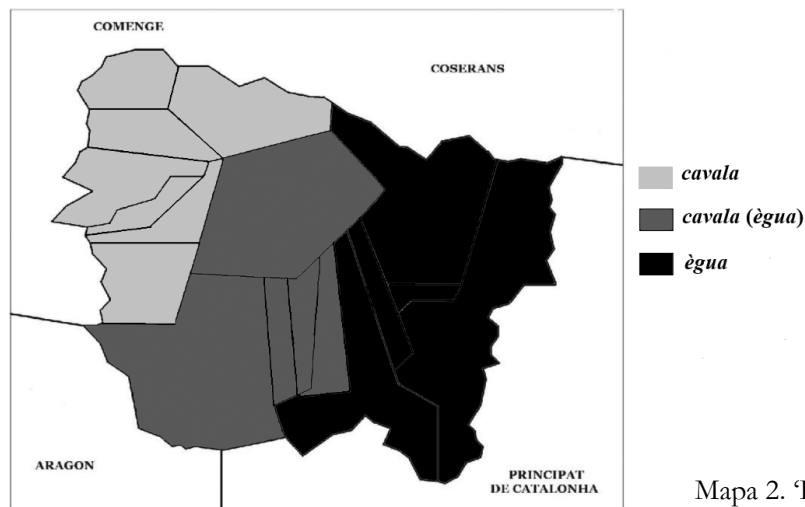 COMENGE
COSERANS
cavala
cavala (ègua)
ègua
ARAGON
PRINCIPAT
DE CATALONHA
Mapa 2.